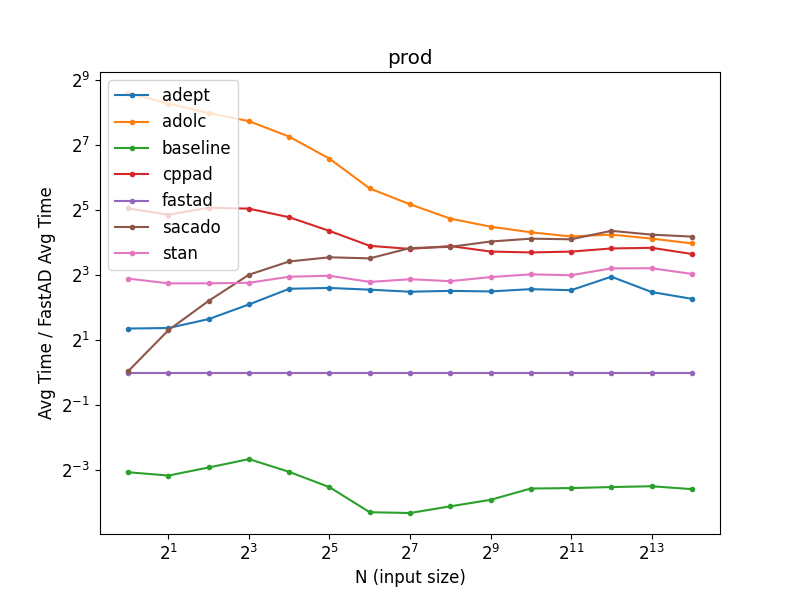 prod
2^9
2^7
2^5
2^3
2^1
2^-1
2^-3
Avg Time / FastAD Avg Time
adept
adolc
baseline
cppad
fastad
sacado
stan
2^1 2^3 2^5 2^7 2^9 2^11 2^13
N (input size)